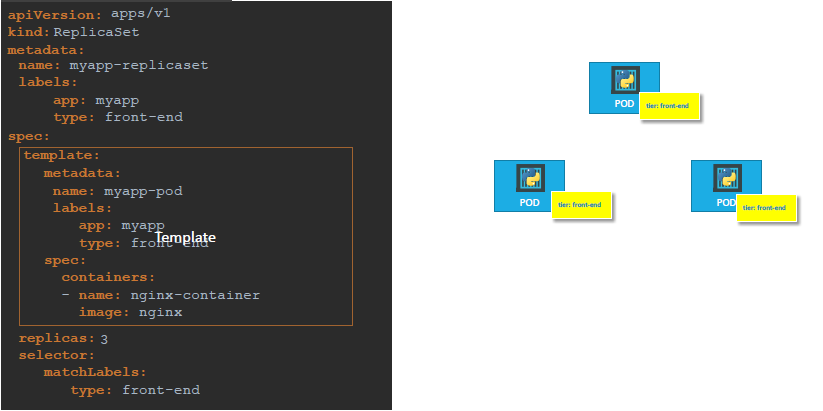 apiVersion: apps/v1
kind: ReplicaSet
metadata:
name: myapp-replicaset
labels:
app: myapp
type: front-end
spec:
template:
metadata:
name: myapp-pod
labels:
app: myapp
type: front-end
Template
spec:
containers:
- name: nginx-container
image: nginx
replicas: 3
selector:
matchLabels:
type: front-end
POD
tier: front-end
POD
tier: front-end
POD
tier: front-end